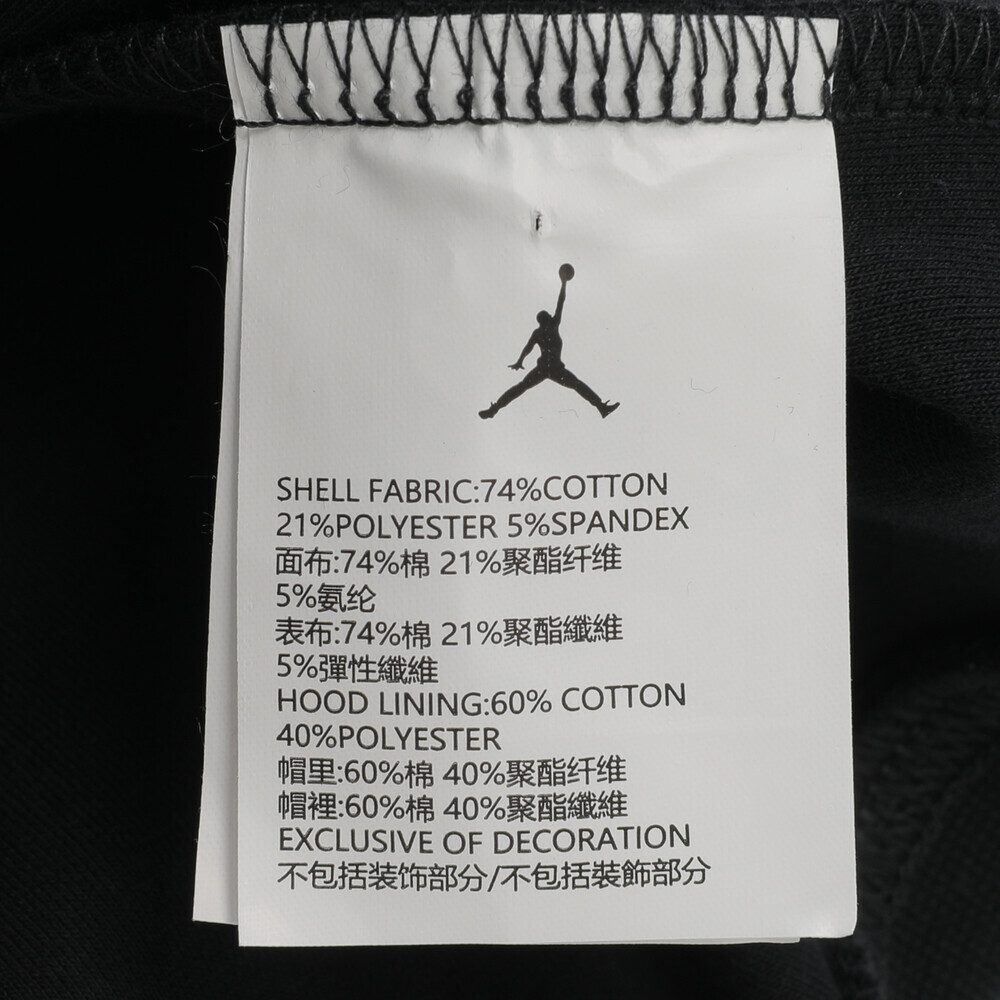 SHELL FABRIC:74%COTTON
21%POLYESTER 5%SPANDEX
面布:74%棉 21%聚酯纤维
5%氨纶
表布:74%棉 21%聚酯纖維
5%彈性纖維
HOOD LINING:60% COTTON
40%POLYESTER
帽里:60%棉 40%聚酯纤维
帽裡:60%棉 40%聚酯纖維
EXCLUSIVE OF DECORATION
不包括装饰部分/不包括裝飾部分